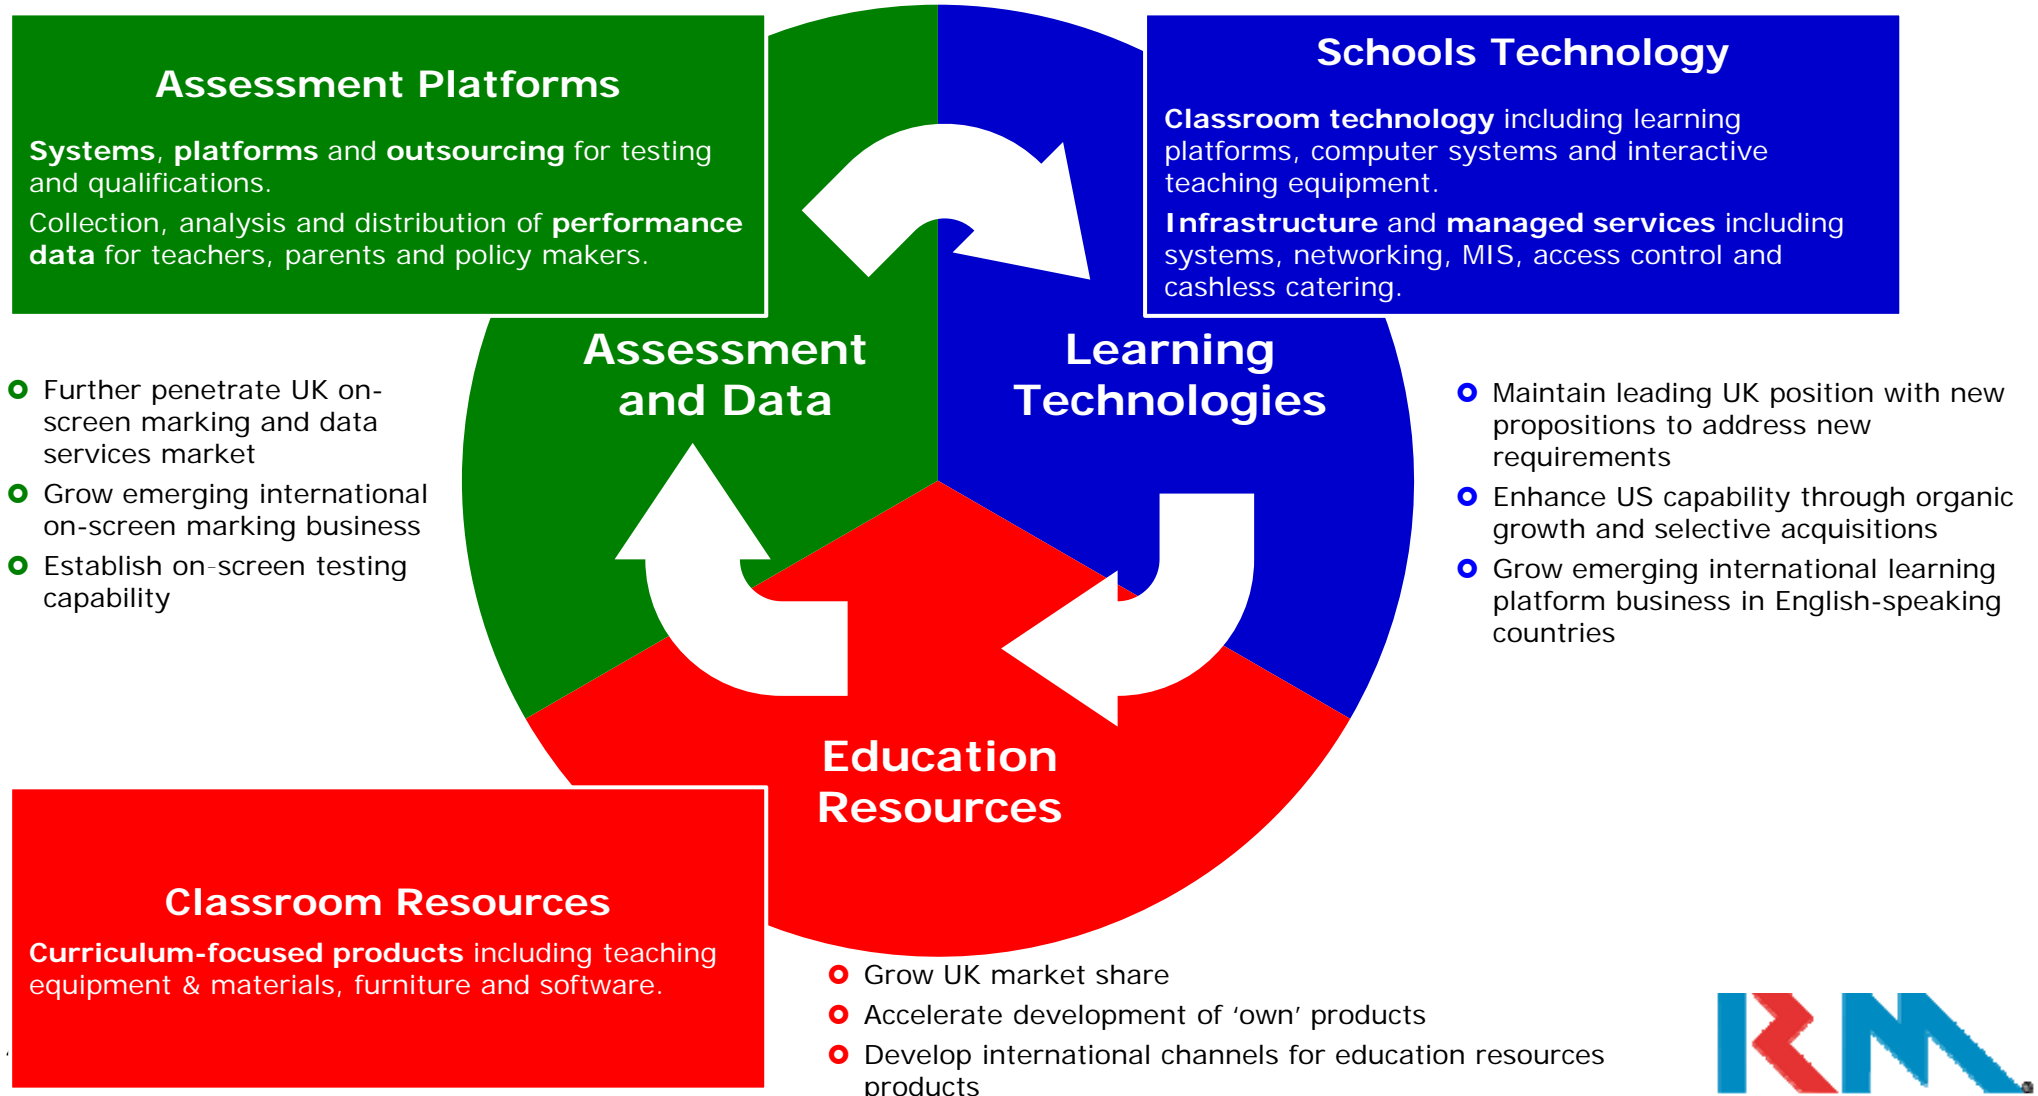 Assessment Platforms
Systems, platforms and outsourcing for testing
and qualifications.
Collection, analysis and distribution of performance
data for teachers, parents and policy makers.
Schools Technology
Classroom technology including learning
platforms, computer systems and interactive
teaching equipment.
Infrastructure and managed services including
systems, networking, MIS, access control and
cashless catering.
Assessment
and Data
Learning
Technologies
Further penetrate UK on-
screen marking and data
services market
Grow emerging international
on-screen marking business
Establish on-screen testing
capability
Maintain leading UK position with new
propositions to address new
requirements
Enhance US capability through organic
growth and selective acquisitions
Grow emerging international learning
platform business in English-speaking
countries
Education
Resources
Classroom Resources
Curriculum-focused products including teaching
equipment & materials, furniture and software.
Grow UK market share
Accelerate development of ‘own’ products
Develop international channels for education resources
products
RM